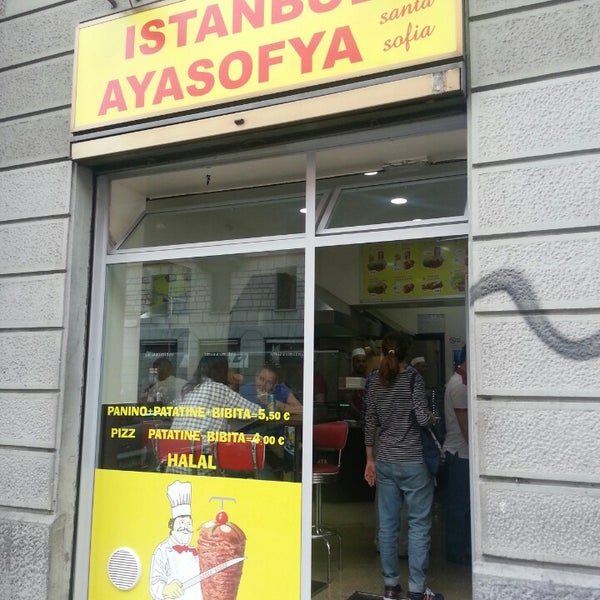 ISTANBUL
AYASOFYA
santa
sofia
PANINO+PATATINE+BIBITA=5,50 €
PIZZ PATATINE BIBITA=4,00 €
HALAL